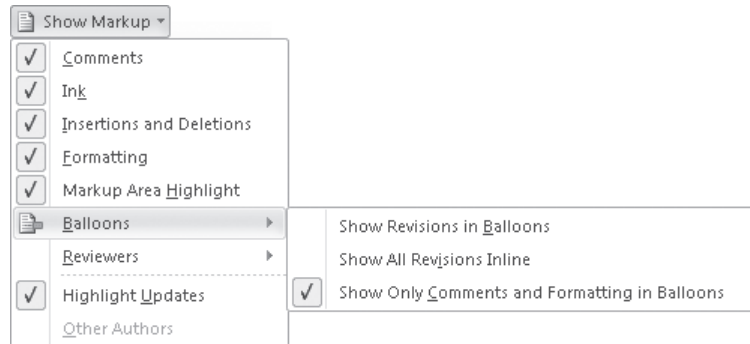 Show Markup
Comments
Ink
Insertions and Deletions
Formatting
Markup Area Highlight
Balloons
Show Revisions in Balloons
Reviewers
Show All Revisions Inline
Highlight Updates
Show Only Comments and Formatting in Balloons
Other Authors